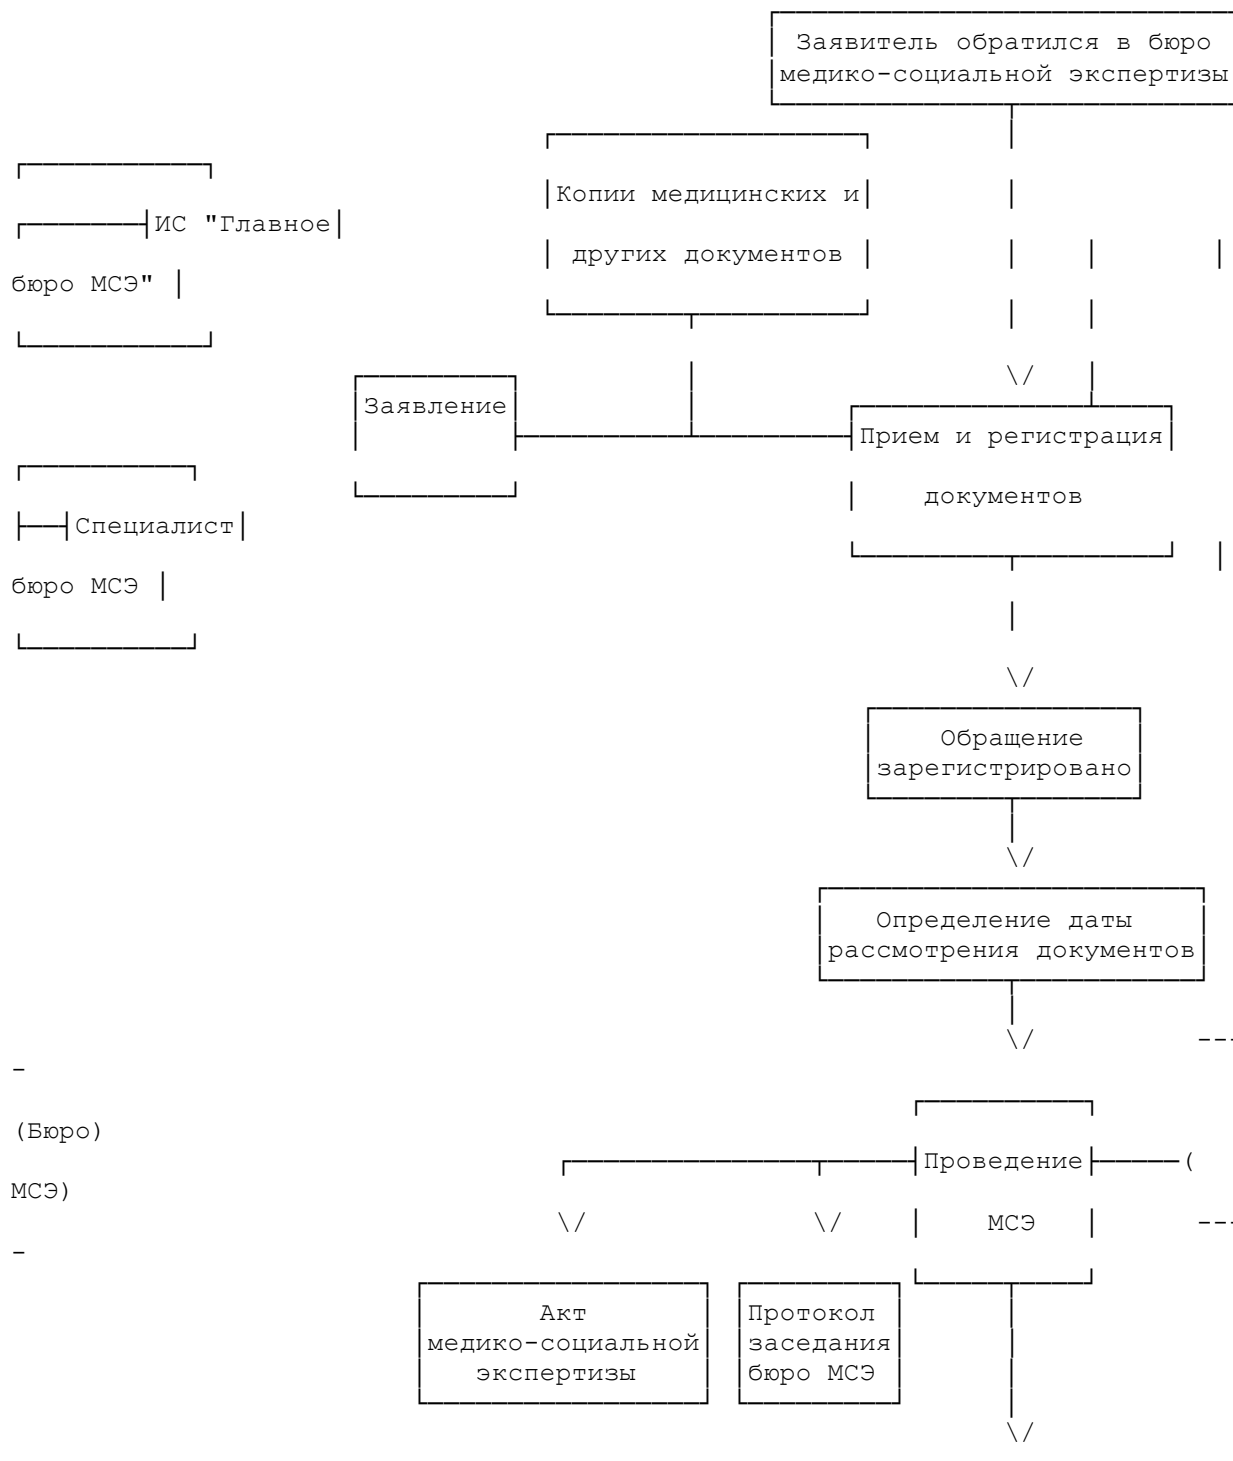 Заявитель обратился в бюро
медико-социальной экспертизы
Копии медицинских и
ИС "Главное
других документов
бюро МСЭ"
Заявление
Прием и регистрация
документов
Специалист
бюро МСЭ
Обращение
зарегистрировано
Определение даты
рассмотрения документов
(Бюро)
Проведение
МСЭ)
МСЭ
Акт
медико-социальной
экспертизы
Протокол
заседания
бюро МСЭ